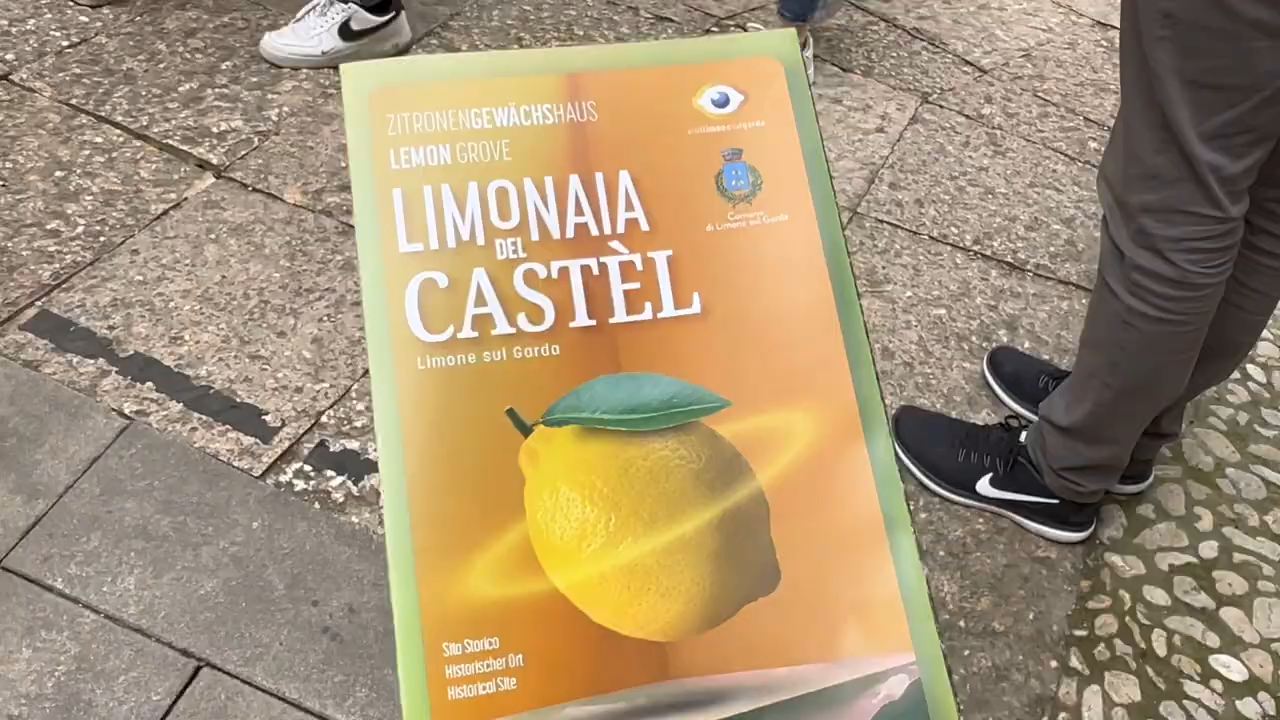 ZITRONENGEWÄCHSHAUS
LEMON GROVE
LIMONAIA
DEL
CASTÈL
Limone sul Garda
Comune
di Limone sul Garda
Sito Storico
Historischer Ort
Historical Site